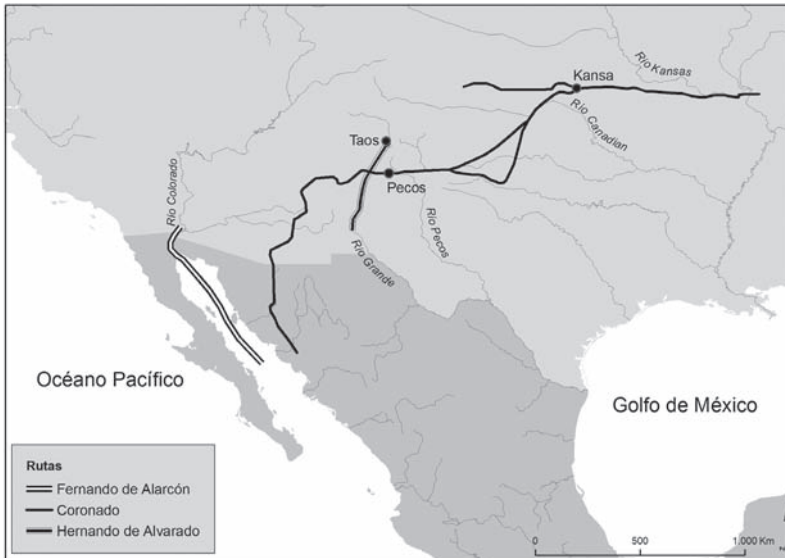 Río Kansas
Kansa
Río Canadian
Taos
Río Colorado
Pecos
Río Pecos
Río Grande
Océano Pacífico
Golfo de México
Rutas
Fernando de Alarcón
Coronado
Hernando de Alvarado
0 500 1.000 Km